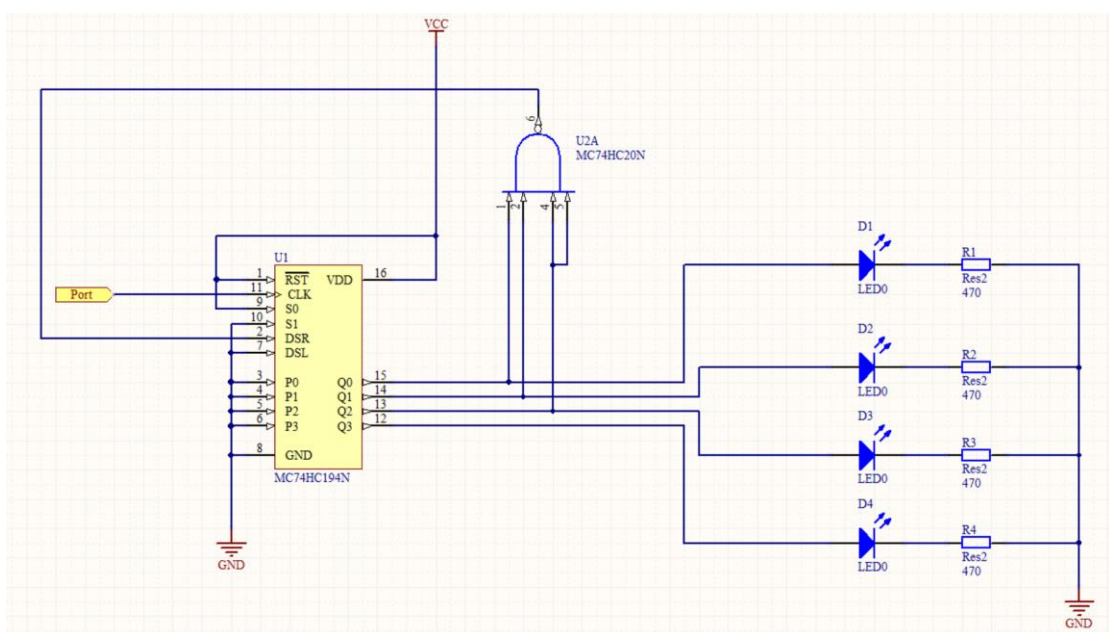 VCC
6
U2A
MC74HC20N
1
2
4
5
U1
1
RST
VDD
16
Port
11
CLK
9
S0
10
S1
2
DSR
7
DSL
3
P0
Q0
15
4
P1
Q1
14
5
P2
Q2
13
6
P3
Q3
12
8
GND
MC74HC194N
GND
D1
LED0
R1
Res2
470
D2
LED0
R2
Res2
470
D3
LED0
R3
Res2
470
D4
LED0
R4
Res2
470
GND